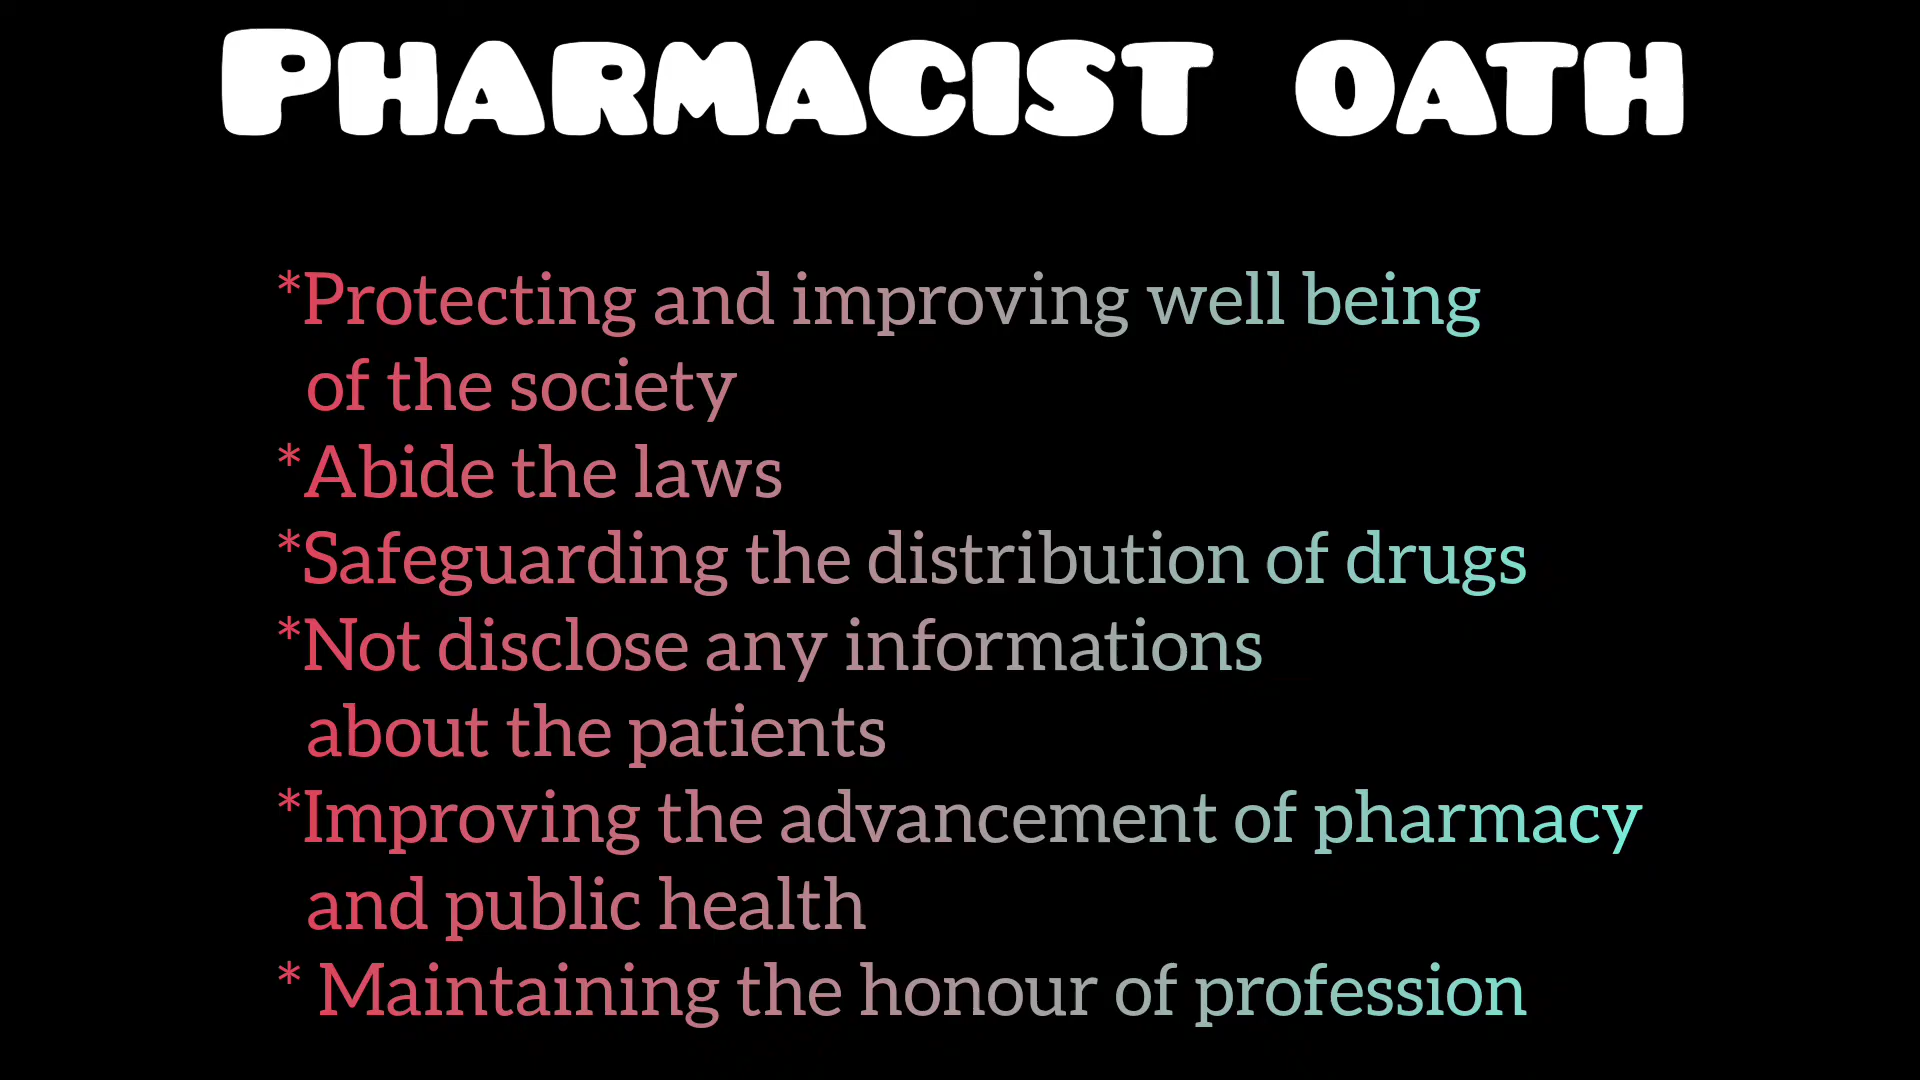 PHARMACIST OATH
*Protecting and improving well being
of the society
*Abide the laws
*Safeguarding the distribution of drugs
*Not disclose any informations
about the patients
*Improving the advancement of pharmacy
and public health
* Maintaining the honour of profession